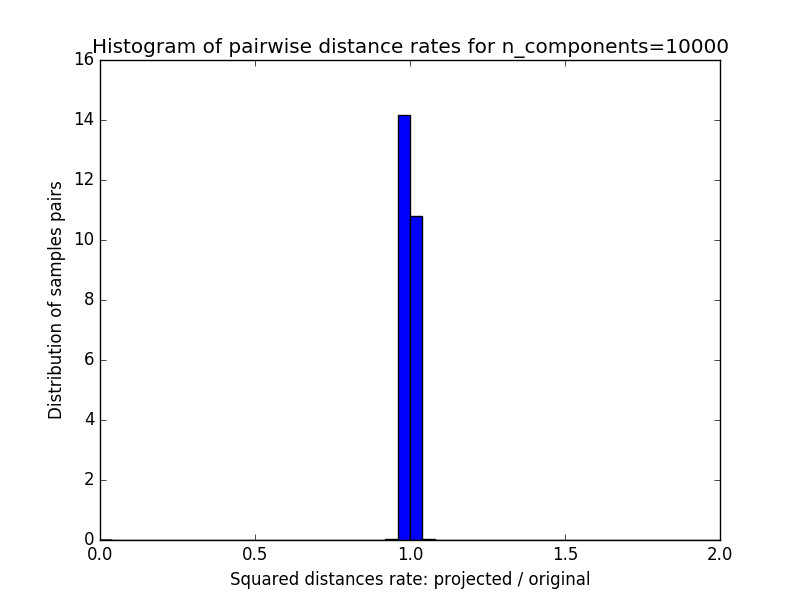 Histogram of pairwise distance rates for n_components=10000
16
14
12
10
8
6
4
2
0
Distribution of samples pairs
0.0 0.5 1.0 1.5 2.0
Squared distances rate: projected / original